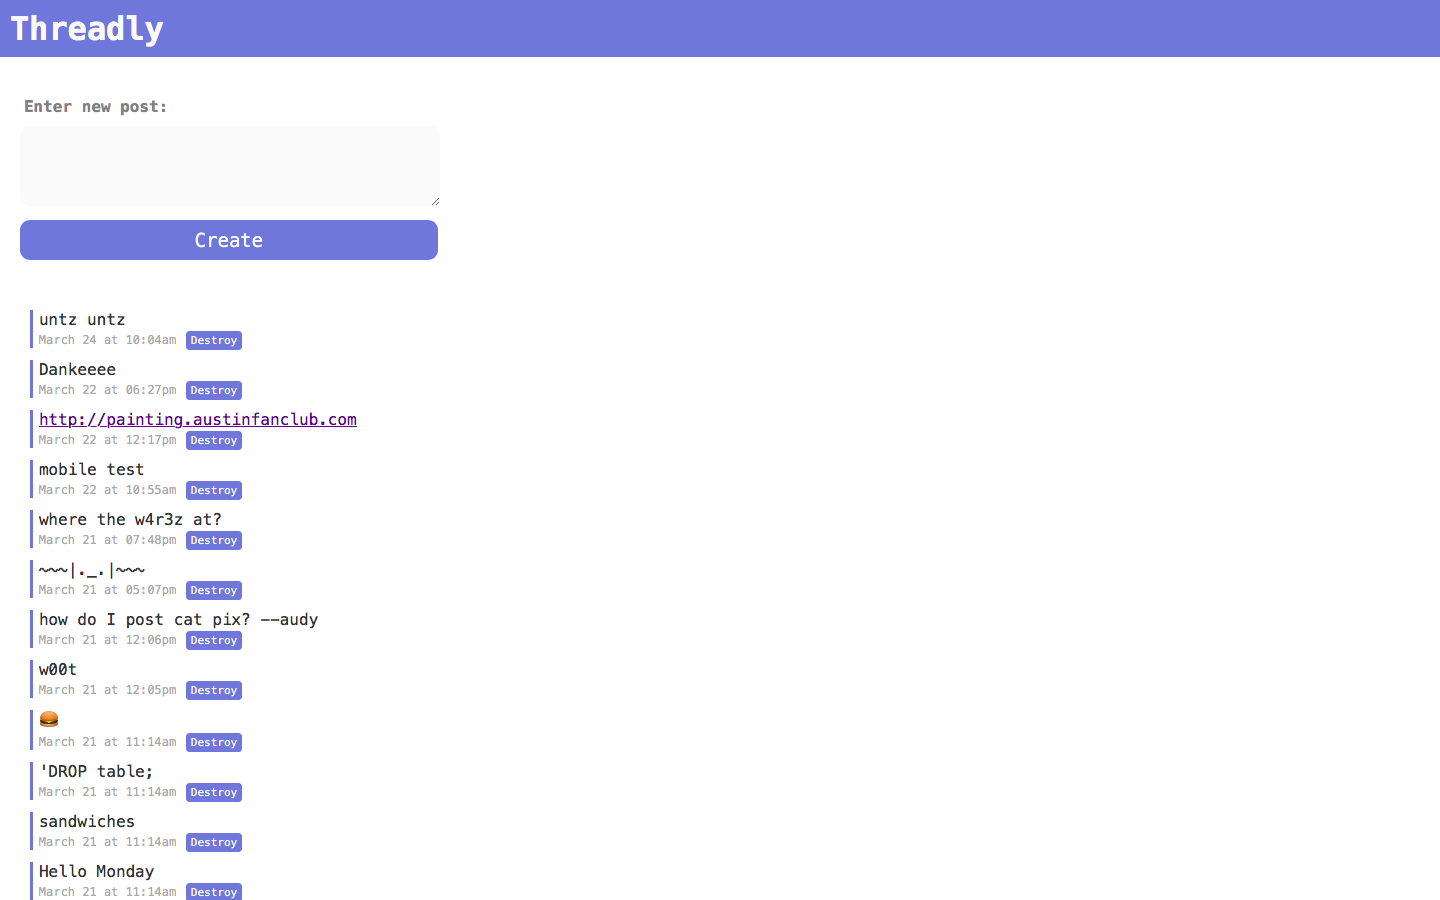 Threadly
Enter new post:
Create
untz untz
March 24 at 10:04am Destroy
Dankeeee
March 22 at 06:27pm Destroy
http://painting.austinfanclub.com
March 22 at 12:17pm Destroy
mobile test
March 22 at 10:55am Destroy
where the w4r3z at?
March 21 at 07:48pm Destroy
~~~|._.|~~~
March 21 at 05:07pm Destroy
how do I post cat pix? --audy
March 21 at 12:06pm Destroy
w00t
March 21 at 12:05pm Destroy
🍔
March 21 at 11:14am Destroy
'DROP table;
March 21 at 11:14am Destroy
sandwiches
March 21 at 11:14am Destroy
Hello Monday
March 21 at 11:14am Destroy